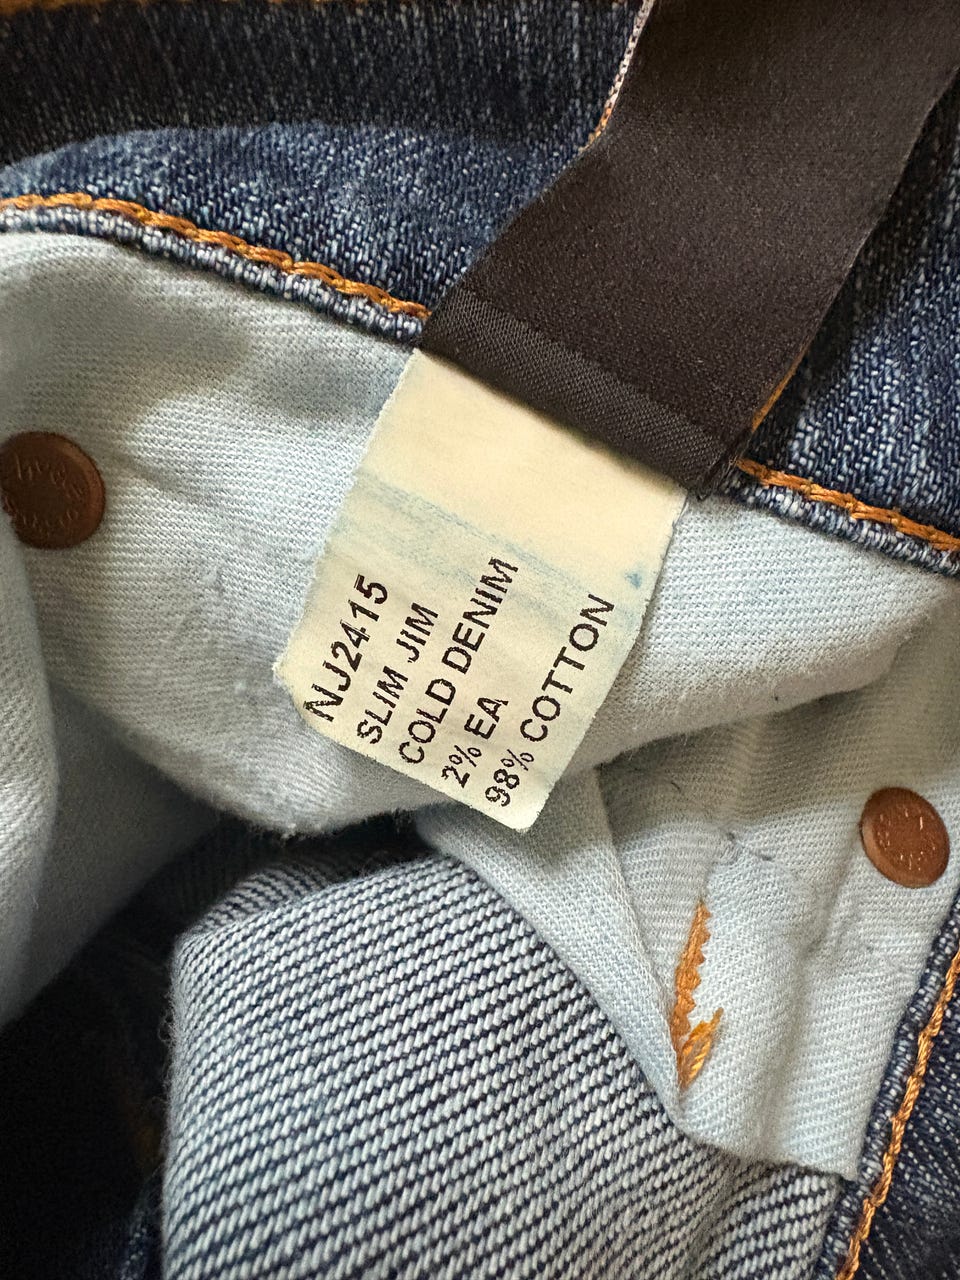 NJ2415
SLIM JIM
COLD DENIM
2% EA
98% COTTON